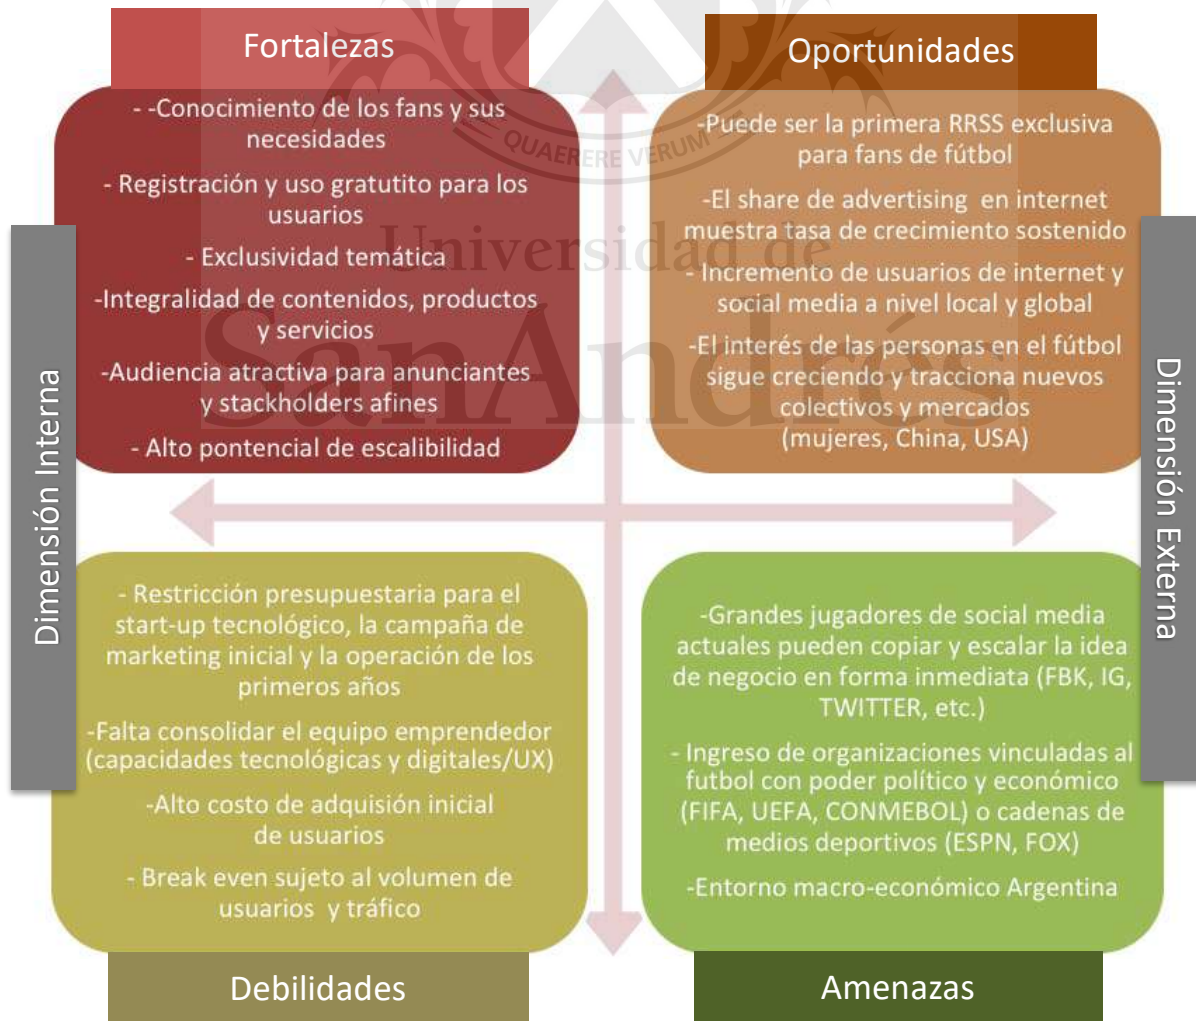 Fortalezas
- -Conocimiento de los fans y sus
necesidades
- Registración y uso gratutito para los
usuarios
- Exclusividad temática
-Integralidad de contenidos, productos
y servicios
-Audiencia atractiva para anunciantes
y stackholders afines
- Alto pontencial de escalibilidad
Oportunidades
-Puede ser la primera RRSS exclusiva
para fans de fútbol
-El share de advertising en internet
muestra tasa de crecimiento sostenido
- Incremento de usuarios de internet y
social media a nivel local y global
-El interés de las personas en el fútbol
sigue creciendo y tracciona nuevos
colectivos y mercados
(mujeres, China, USA)
QUAERERE VERUM
Universidad de
SanAndrés
Dimensión Interna
Dimensión Externa
- Restricción presupuestaria para el
start-up tecnológico, la campaña de
marketing inicial y la operación de los
primeros años
-Falta consolidar el equipo emprendedor
(capacidades tecnológicas y digitales/UX)
-Alto costo de adquisión inicial
de usuarios
- Break even sujeto al volumen de
usuarios y tráfico
Debilidades
-Grandes jugadores de social media
actuales pueden copiar y escalar la idea
de negocio en forma inmediata (FBK, IG,
TWITTER, etc.)
- Ingreso de organizaciones vinculadas al
futbol con poder político y económico
(FIFA, UEFA, CONMEBOL) o cadenas de
medios deportivos (ESPN, FOX)
-Entorno macro-económico Argentina
Amenazas